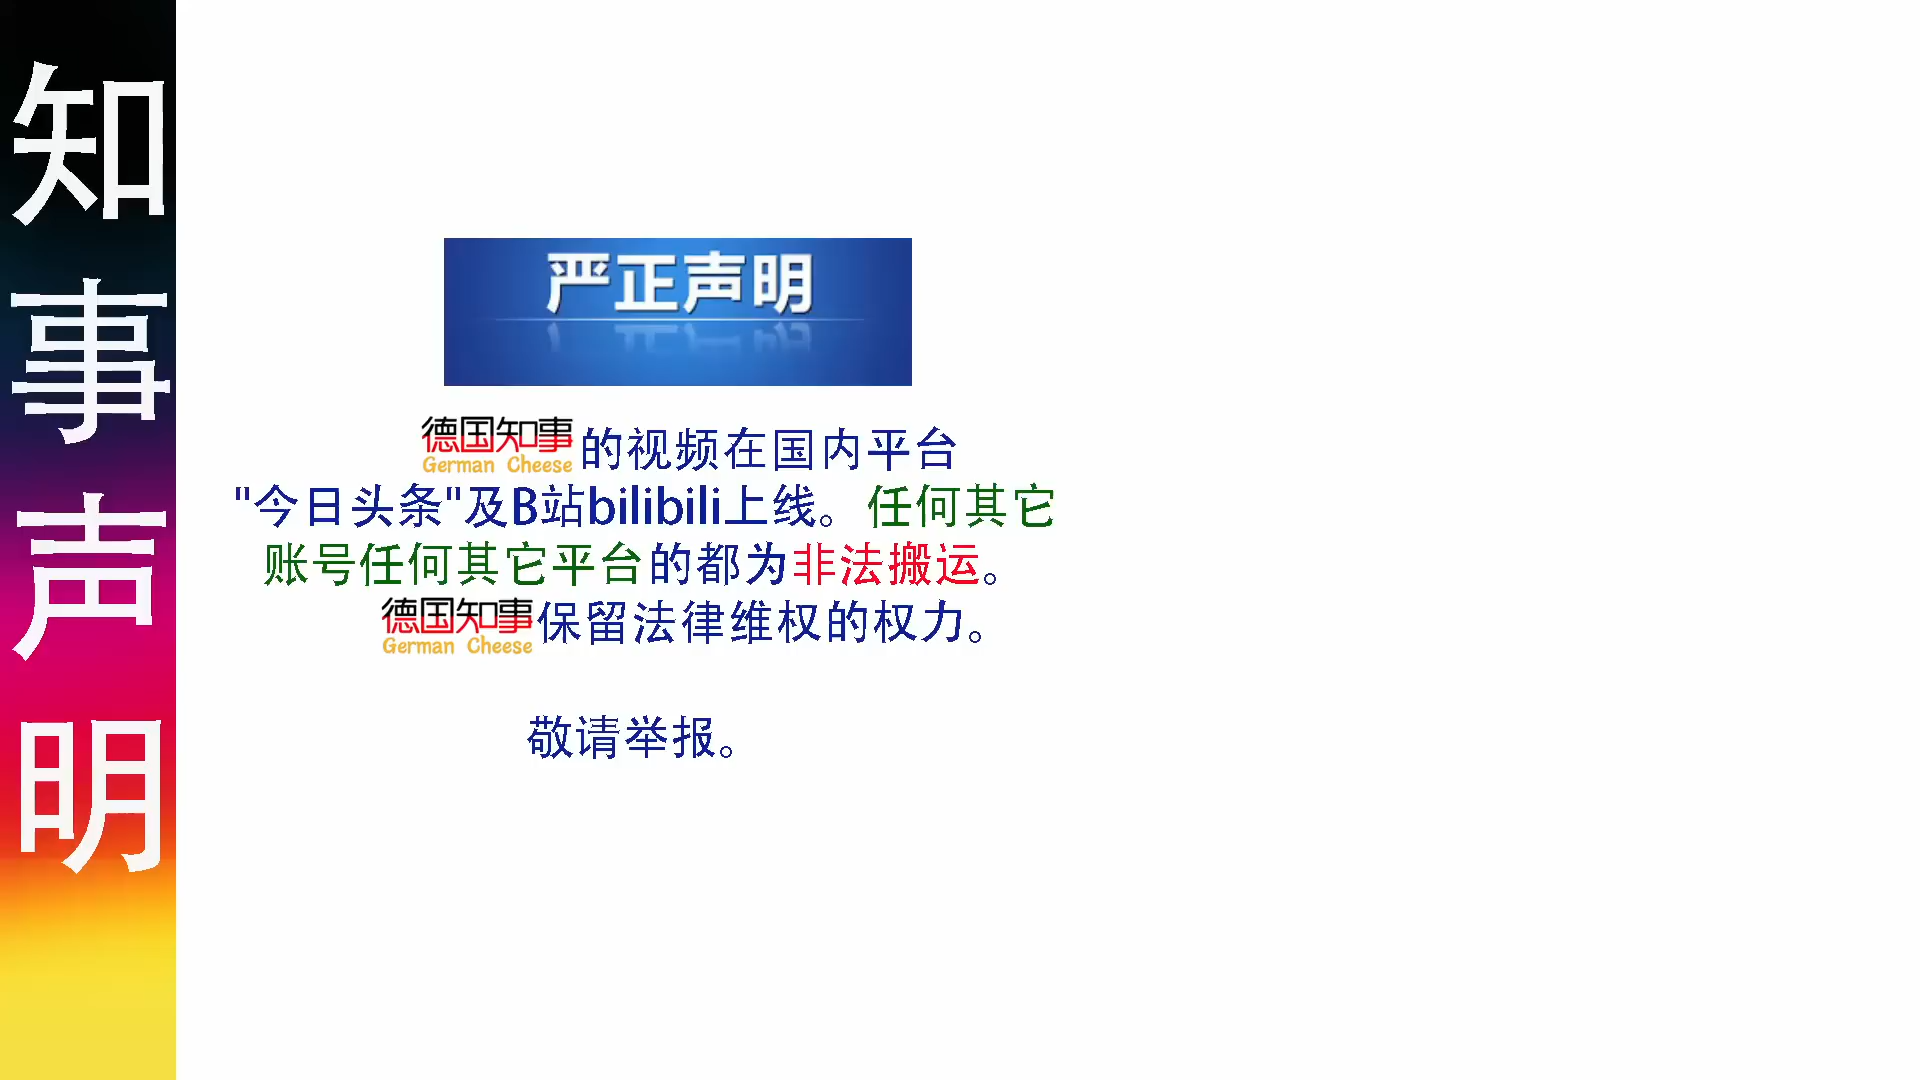 知事声明
严正声明
德国知事
German Cheese
的视频在国内平台
"今日头条"及B站bilibili上线。任何其它
账号任何其它平台的都为非法搬运。
德国知事
German Cheese
保留法律维权的权力。
敬请举报。